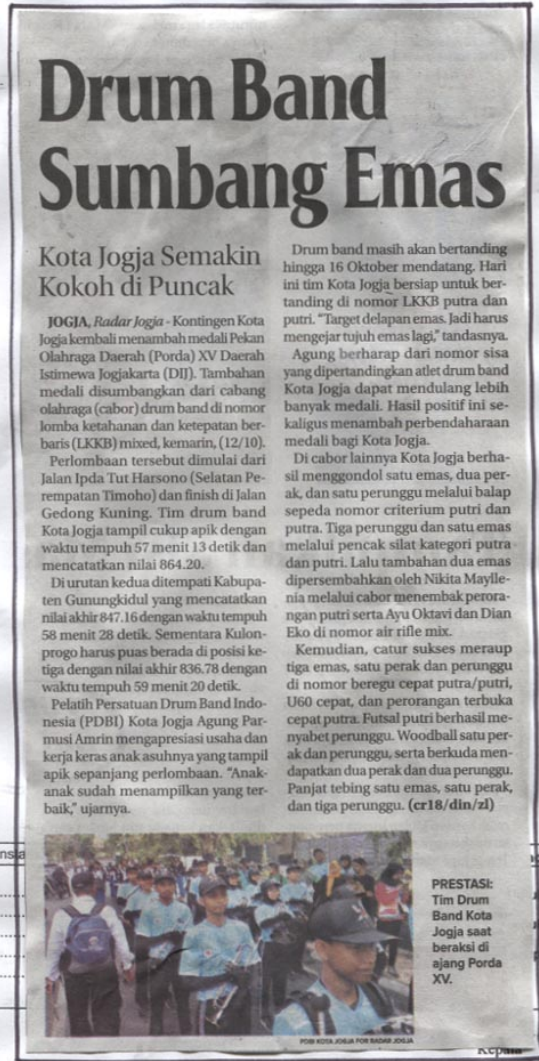 Drum Band
Sumbang Emas
Kota Jogja Semakin
Kokoh di Puncak
JOGJA, Radar Jogja - Kontingen Kota
Jogja kembali menambah medali Pekan
Olahraga Daerah (Porda) XV Daerah
Istimewa Jogjakarta (DIJ). Tambahan
medali disumbangkan dari cabang
olahraga (cabor) drum band di nomor
lomba ketahanan dan ketepatan ber-
baris (LKKB) mixed, kemarin, (12/10).
Perlombaan tersebut dimulai dari
Jalan Ipda Tut Harsono (Selatan Pe-
rempatan Timoho) dan finish di Jalan
Gedong Kuning. Tim drum band
Kota Jogja tampil cukup apik dengan
waktu tempuh 57 menit 13 detik dan
mencatatkan nilai 864.20.
Di urutan kedua ditempati Kabupa-
ten Gunungkidul yang mencatatkan
nilai akhir 847.16 dengan waktu tempuh
58 menit 28 detik. Sementara Kulon-
progo harus puas berada di posisi ke-
tiga dengan nilai akhir 836.78 dengan
waktu tempuh 59 menit 20 detik.
Pelatih Persatuan Drum Band Indo-
nesia (PDBI) Kota Jogja Agung Par-
musi Amrin mengapresiasi usaha dan
kerja keras anak asuhnya yang tampil
apik sepanjang perlombaan. "Anak-
anak sudah menampilkan yang ter-
baik," ujarnya.
Drum band masih akan bertanding
hingga 16 Oktober mendatang. Hari
ini tim Kota Jogja bersiap untuk ber-
tanding di nomor LKKB putra dan
putri. "Target delapan emas. Jadi harus
mengejar tujuh emas lagi," tandasnya.
Agung berharap dari nomor sisa
yang dipertandingkan atlet drum band
Kota Jogja dapat mendulang lebih
banyak medali. Hasil positif ini se-
kaligus menambah perbendaharaan
medali bagi Kota Jogja.
Di cabor lainnya Kota Jogja berha-
sil menggondol satu emas, dua per-
ak, dan satu perunggu melalui balap
sepeda nomor criterium putri dan
putra. Tiga perunggu dan satu emas
melalui pencak silat kategori putra
dan putri. Lalu tambahan dua emas
dipersembahkan oleh Nikita Maylle-
nia melalui cabor menembak perora-
ngan putri serta Ayu Oktavi dan Dian
Eko di nomor air rifle mix.
Kemudian, catur sukses meraup
tiga emas, satu perak dan perunggu
di nomor beregu cepat putra/putri,
U60 cepat, dan perorangan terbuka
cepat putra. Futsal putri berhasil me-
nyabet perunggu. Woodball satu per-
ak dan perunggu, serta berkuda men-
dapatkan dua perak dan dua perunggu.
Panjat tebing satu emas, satu perak,
dan tiga perunggu. (cr18/din/zl)
PRESTASI:
Tim Drum
Band Kota
Jogja saat
beraksi di
ajang Porda
XV.
PDBI KOTA JOGJA FOR RADAR JOGJA